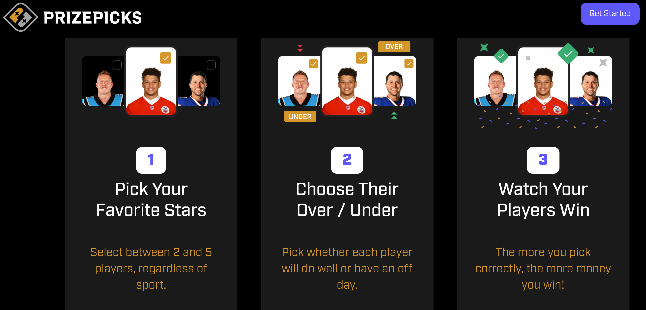 PRIZEPICKS
Get Started
OVER
UNDER
1
Pick Your
Favorite Stars
Select between 2 and 5
players, regardless of
sport.
2
Choose Their
Over / Under
Pick whether each player
will do well or have an off
day.
3
Watch Your
Players Win
The more you pick
correctly, the more money
you win!